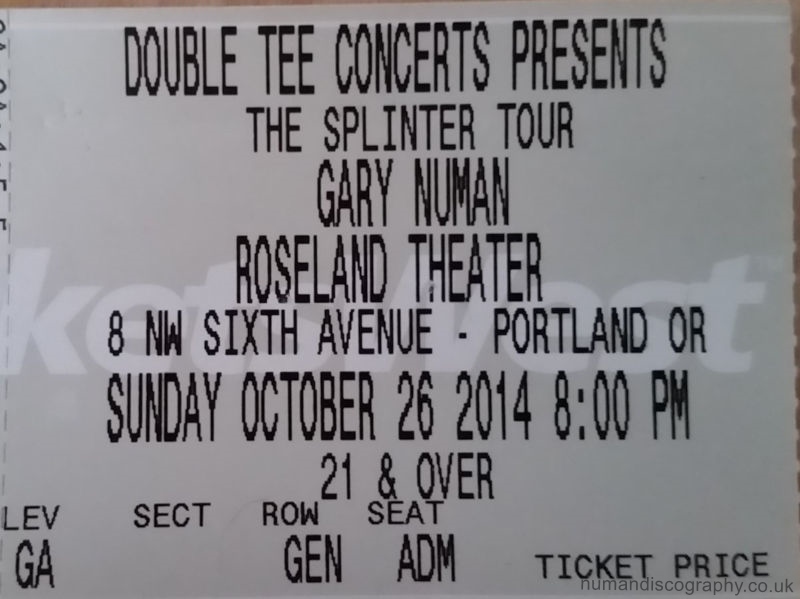 DOUBLE TEE CONCERTS PRESENTS
THE SPLINTER TOUR
GARY NUMAN
ROSELAND THEATER
8 NW SIXTH AVENUE - PORTLAND OR
SUNDAY OCTOBER 26 2014 8:00 PM
21 & OVER
LEV SECT ROW SEAT
GA GEN ADM TICKET PRICE
ketsWest
numandiscography.co.uk